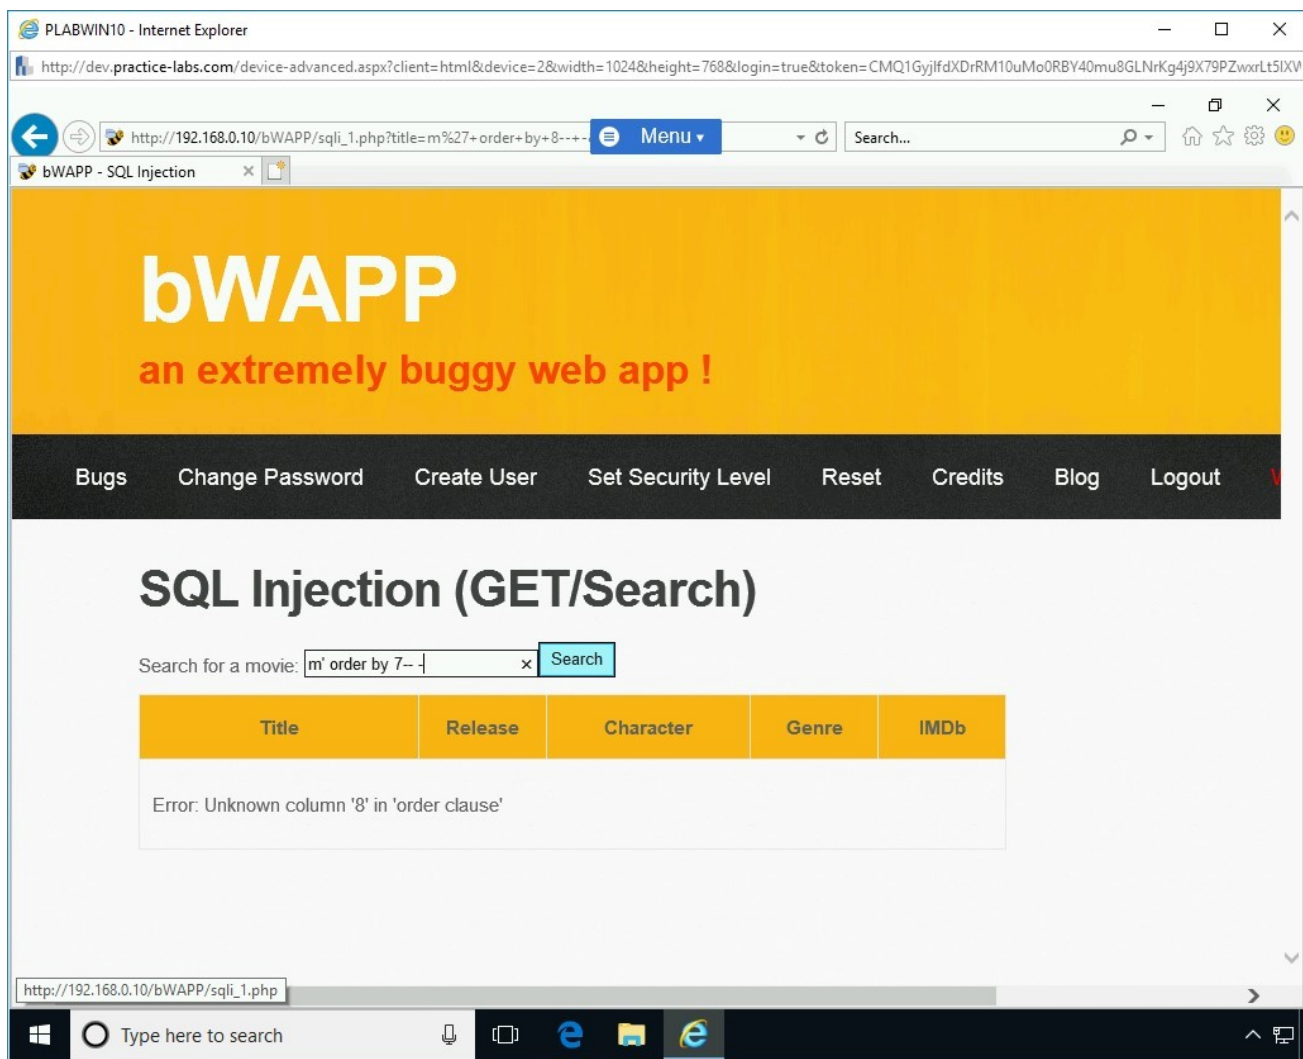 PLABWIN10 - Internet Explorer
http://dev.practice-labs.com/device-advanced.aspx?client=html&device=2&width=1024&height=768&login=true&token=CMQ1GyjlfdXDrRM10uMo0RBY40mu8GLNrKg4j9X79PZwxrLt5IXV
http://192.168.0.10/bWAPP/sqli_1.php?title=m%27+order+by+8--+-
Menu
Search...
bWAPP - SQL Injection
bWAPP
an extremely buggy web app !
Bugs Change Password Create User Set Security Level Reset Credits Blog Logout
SQL Injection (GET/Search)
Search for a movie: m' order by 7-- - Search
Title Release Character Genre IMDb
Error: Unknown column '8' in 'order clause'
http://192.168.0.10/bWAPP/sqli_1.php
Type here to search